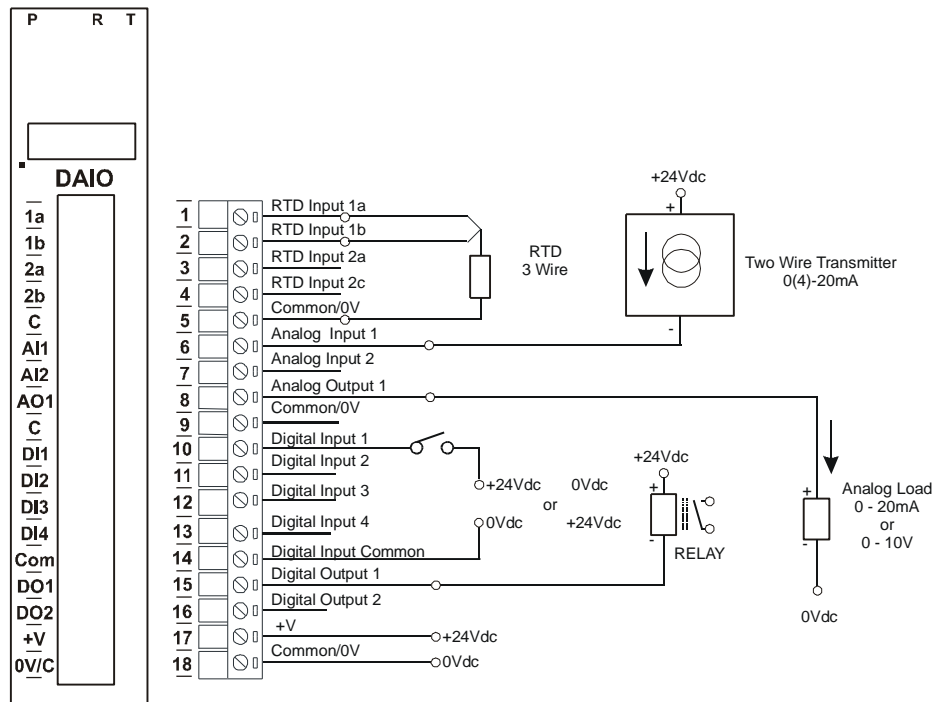 P R T
DAIO
1a
1b
2a
2b
C
AI1
AI2
AO1
C
DI1
DI2
DI3
DI4
Com
DO1
DO2
+V
0V/C
1 RTD Input 1a
2 RTD Input 1b
3 RTD Input 2a
4 RTD Input 2c
5 Common/0V
6 Analog Input 1
7 Analog Input 2
8 Analog Output 1
9 Common/0V
10 Digital Input 1
11 Digital Input 2
12 Digital Input 3
13 Digital Input 4
14 Digital Input Common
15 Digital Output 1
16 Digital Output 2
17 +V +24Vdc
18 Common/0V 0Vdc
RTD
3 Wire
+24Vdc
+
-
Two Wire Transmitter
0(4)-20mA
+24Vdc 0Vdc
or
0Vdc +24Vdc
+24Vdc
+
-
RELAY
+
-
Analog Load
0 - 20mA
or
0 - 10V
0Vdc